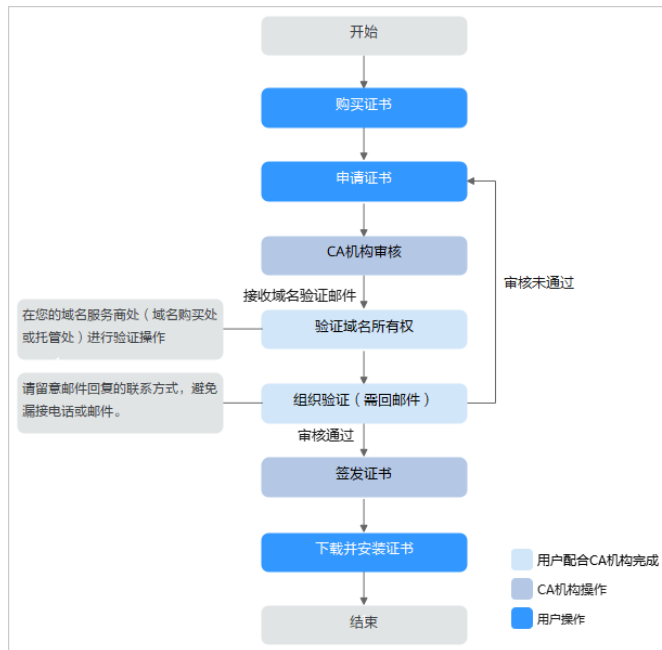 开始
购买证书
申请证书
CA机构审核
审核未通过
接收域名验证邮件
在您的域名服务商处（域名购买处
或托管处）进行验证操作
验证域名所有权
请留意邮件回复的联系方式，避免
漏接电话或邮件。
组织验证（需回邮件）
审核通过
签发证书
下载并安装证书
用户配合CA机构完成
CA机构操作
用户操作
结束